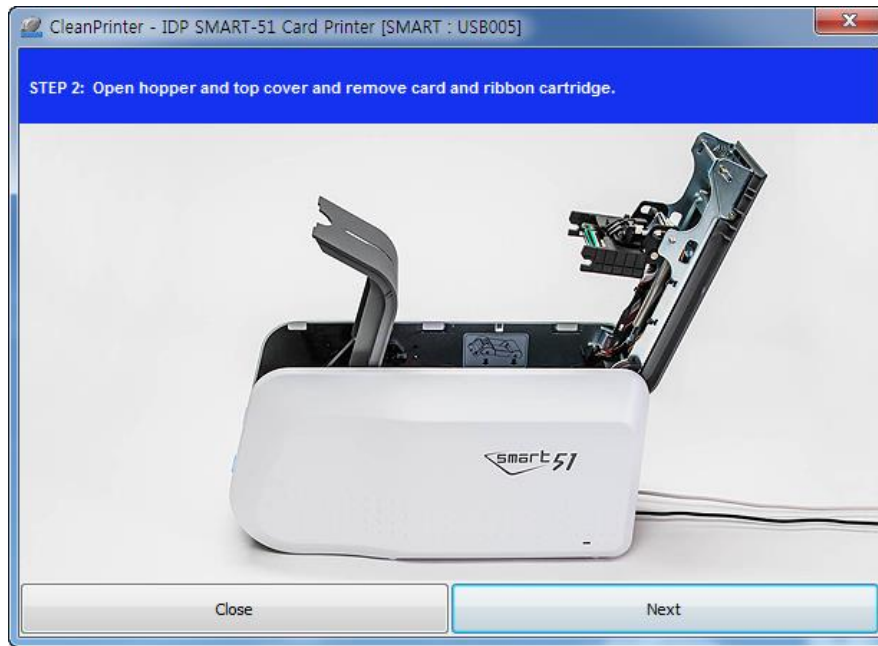 CleanPrinter - IDP SMART-51 Card Printer [SMART : USB005]
STEP 2: Open hopper and top cover and remove card and ribbon cartridge.
smart 51
Close
Next